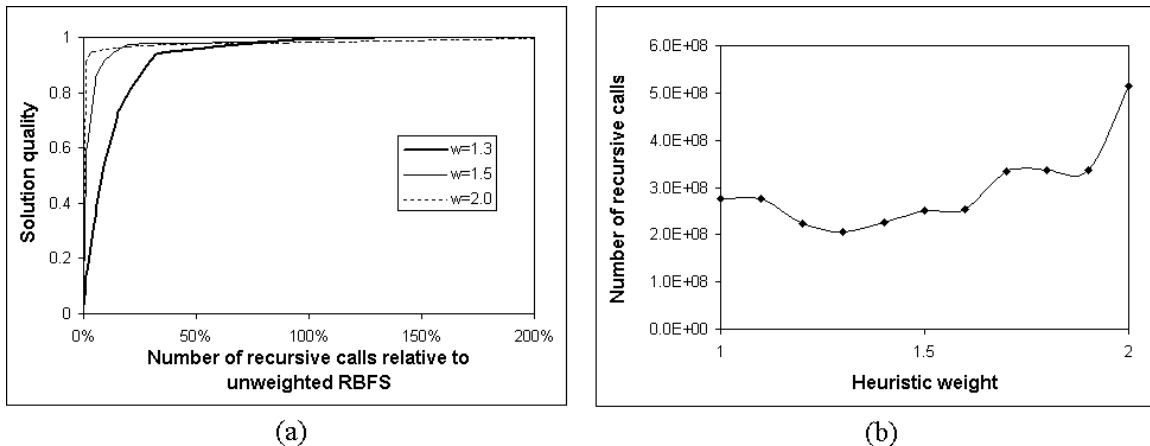 1
0.8
0.6
0.4
0.2
0
Solution quality
w=1.3
w=1.5
w=2.0
0%
50%
100%
150%
200%
Number of recursive calls relative to
unweighted RBFS
(a)
6.0E+08
5.0E+08
4.0E+08
3.0E+08
2.0E+08
1.0E+08
0.0E+00
Number of recursive calls
1
1.5
2
Heuristic weight
(b)